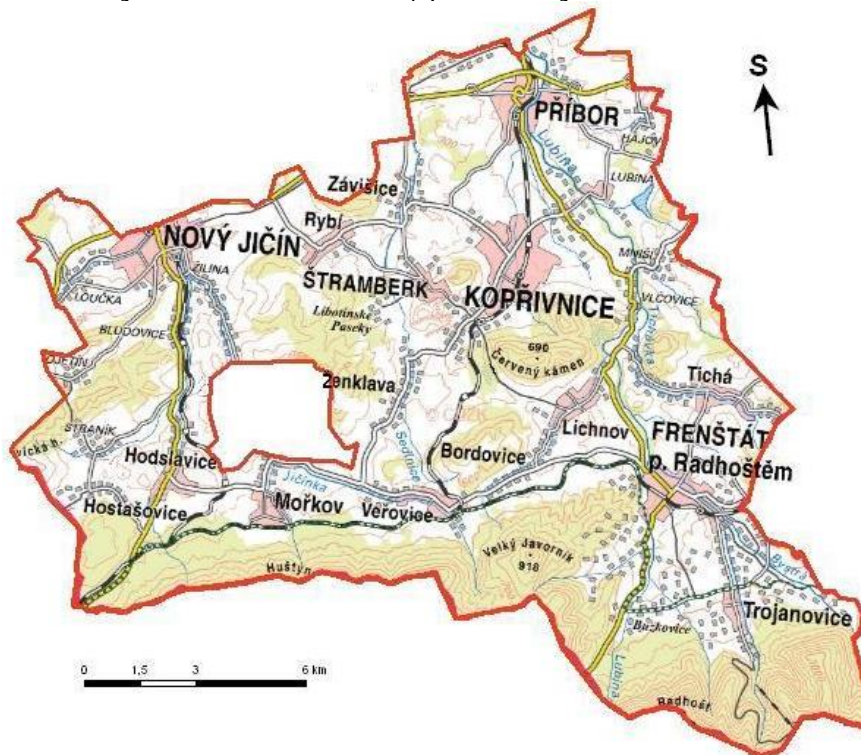 S
PŘÍBOR
HÁJOV
Lubina
LUBINA
Závišice
Rybí
NOVÝ JIČÍN
ŽILINA
MNIŠÍ
ŠTRAMBERK
KOPŘIVNICE
LOUČKA
Libotínské
Paseky
VLČOVICE
BLUDOVICE
690
Červený kámen
Tichá
Ženklava
Sedlnice
Lichnov
FRENŠTÁT
p. Radhoštěm
STRANÍK
Hodslavice
Bordovice
Jičínka
Hostašovice
Mořkov
Veřovice
Velký Javorník
918
Huštýn
Bystrá
Trojanovice
Buzkovice
Lubina
Radhošť
0 1,5 3 6 km